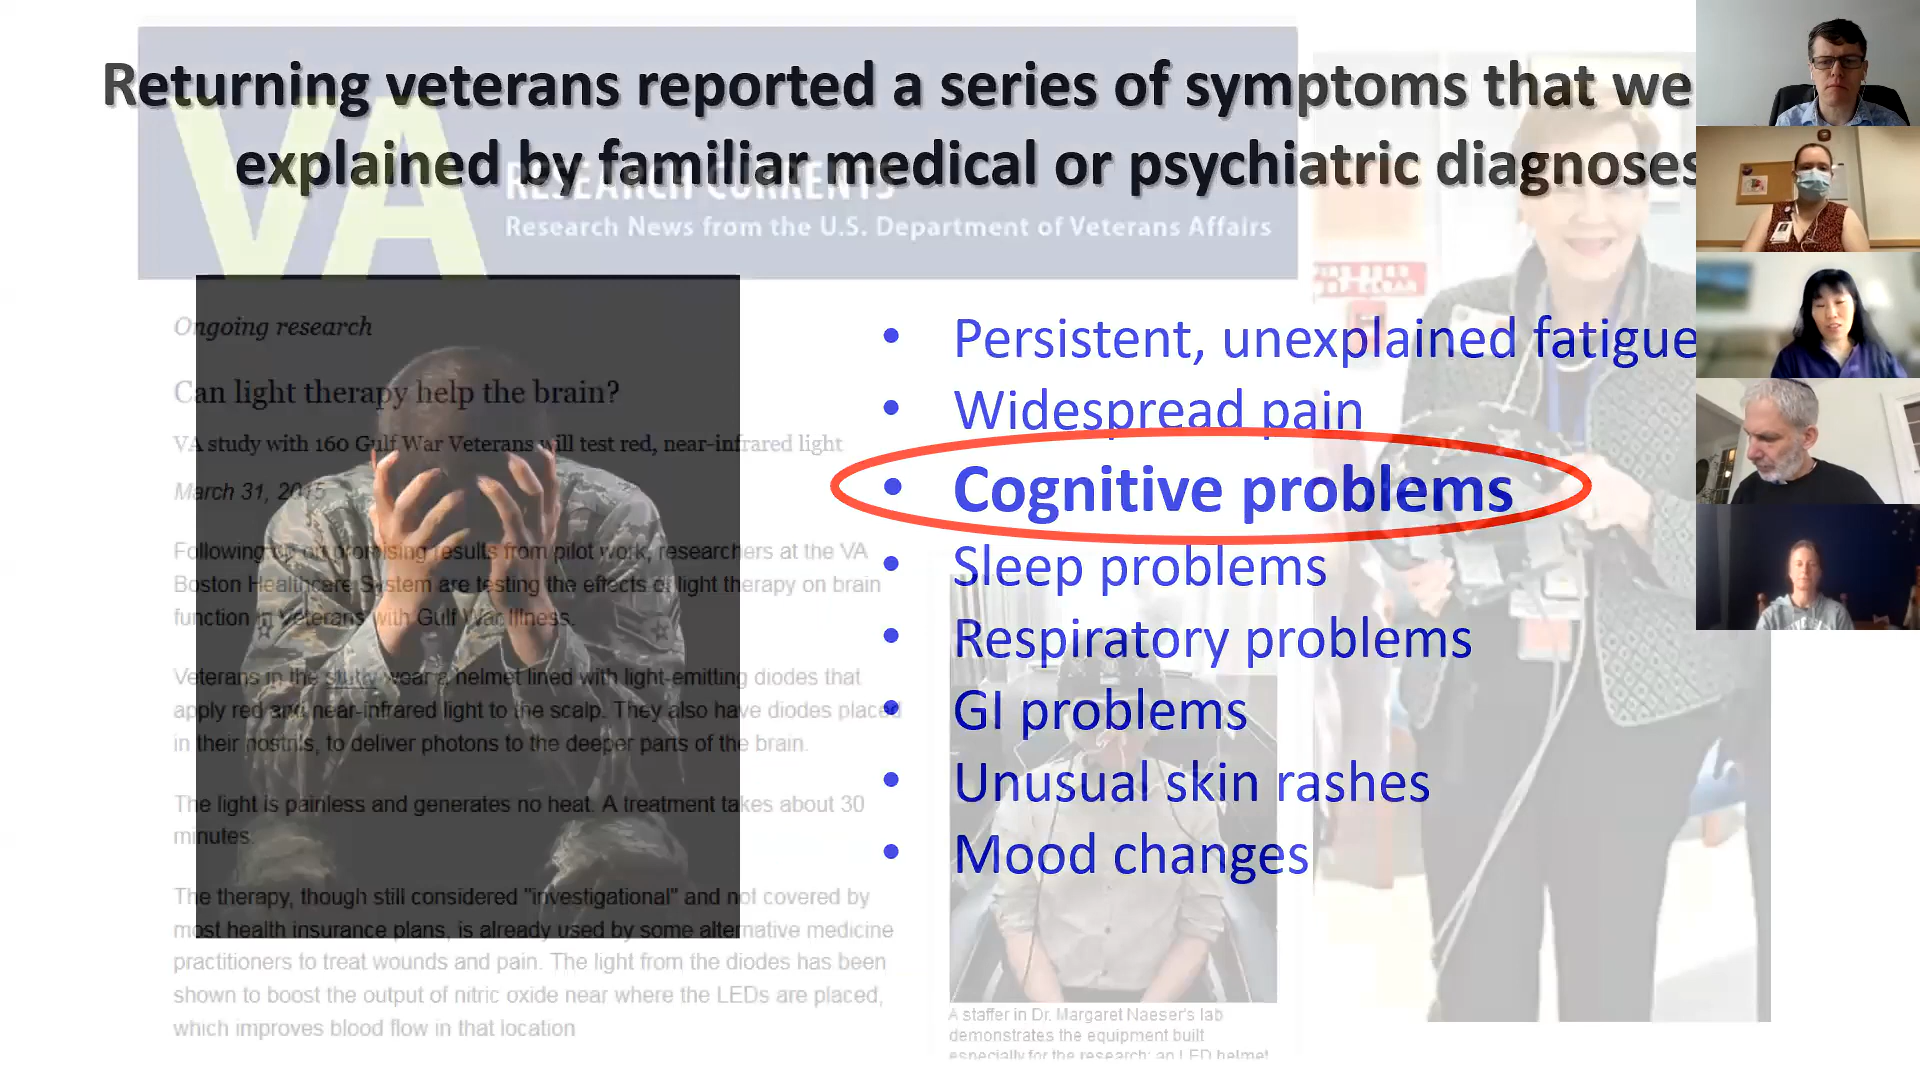 Returning veterans reported a series of symptoms that we
explained by familiar medical or psychiatric diagnoses
VA
RESEARCH CURRENTS
Research News from the U.S. Department of Veterans Affairs
Ongoing research
Can light therapy help the brain?
VA study with 160 Gulf War Veterans will test red, near-infrared light
March 31, 2015
Following up on promising results from pilot work, researchers at the VA
Boston Healthcare System are testing the effects of light therapy on brain
function in Veterans with Gulf War Illness.
Veterans in the study wear a helmet lined with light-emitting diodes that
apply red and near-infrared light to the scalp. They also have diodes placed
in their nostrils, to deliver photons to the deeper parts of the brain.
The light is painless and generates no heat. A treatment takes about 30
minutes.
The therapy, though still considered "investigational" and not covered by
most health insurance plans, is already used by some alternative medicine
practitioners to treat wounds and pain. The light from the diodes has been
shown to boost the output of nitric oxide near where the LEDs are placed,
which improves blood flow in that location
• Persistent, unexplained fatigue
• Widespread pain
• Cognitive problems
• Sleep problems
• Respiratory problems
• GI problems
• Unusual skin rashes
• Mood changes
A staffer in Dr. Margaret Naeser's lab
demonstrates the equipment built
especially for the research: an LED helmet